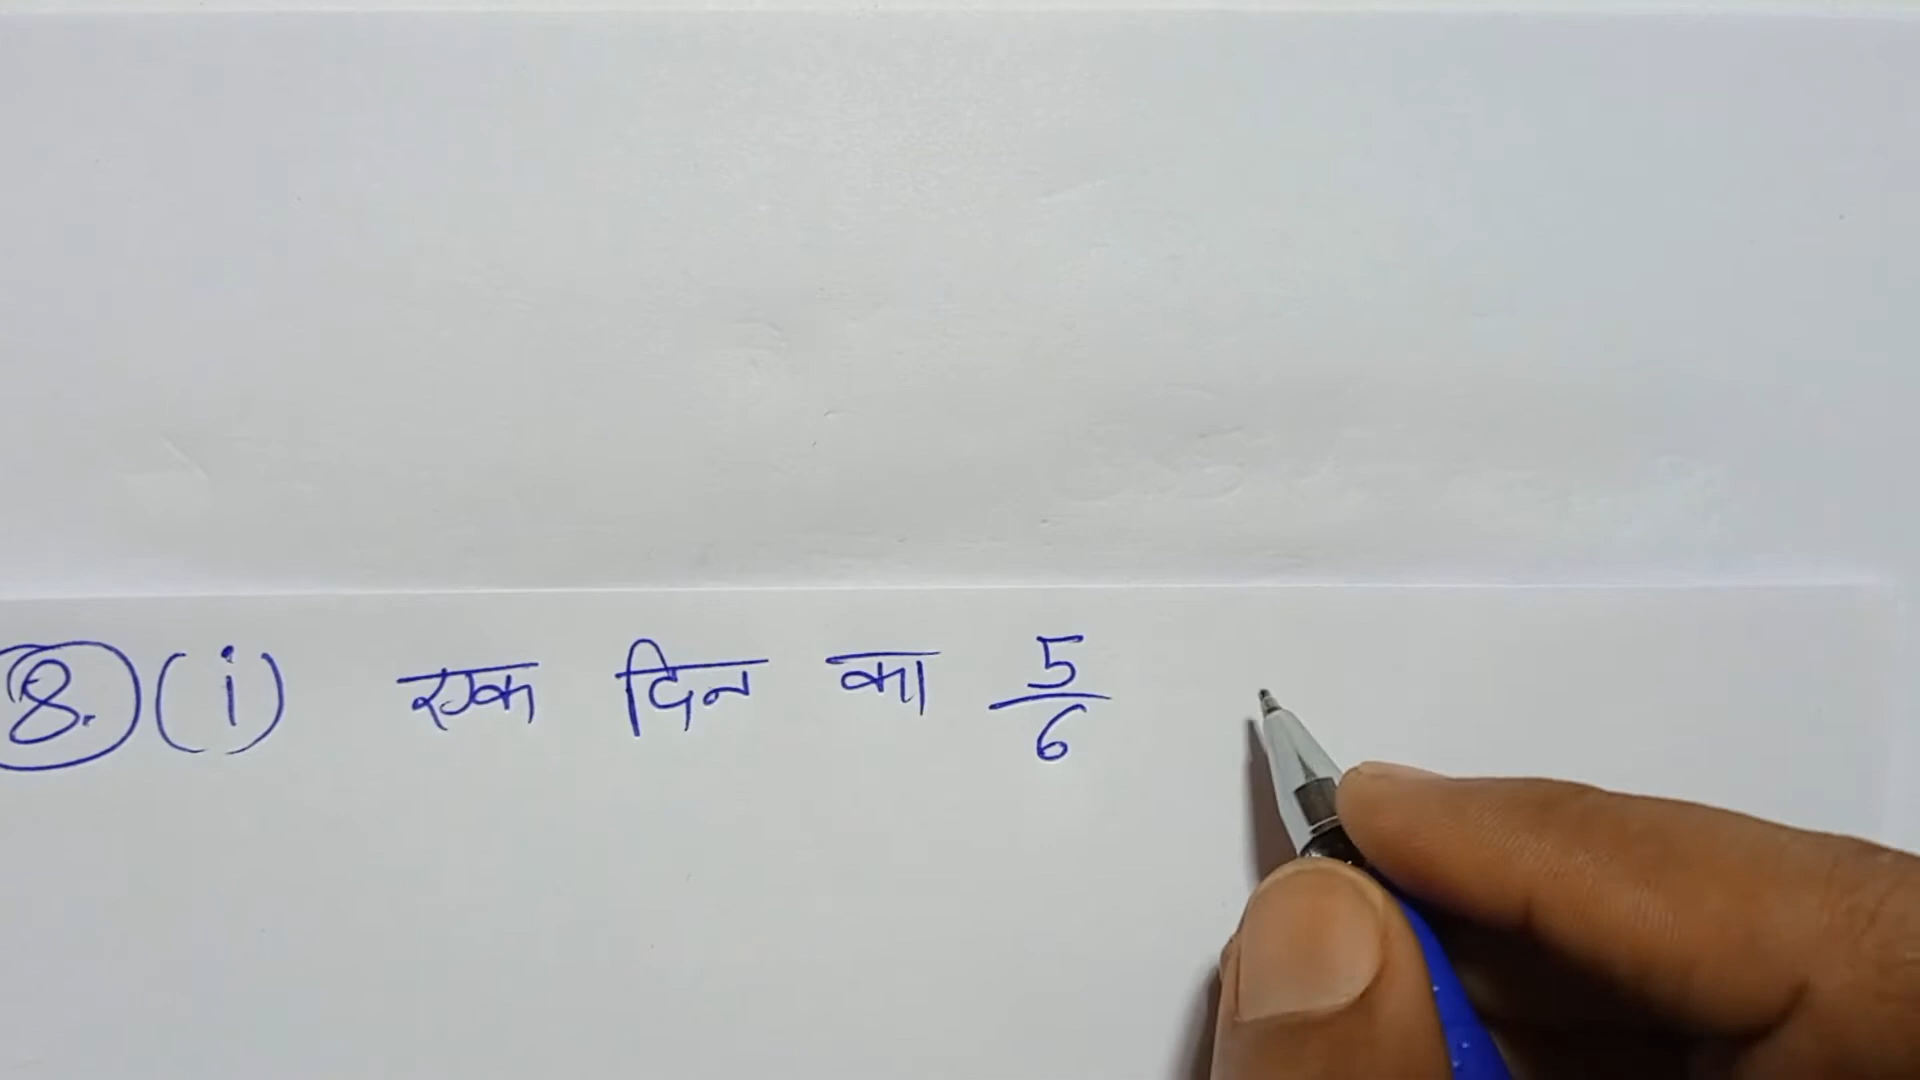 8. (i) एक दिन का 5/6